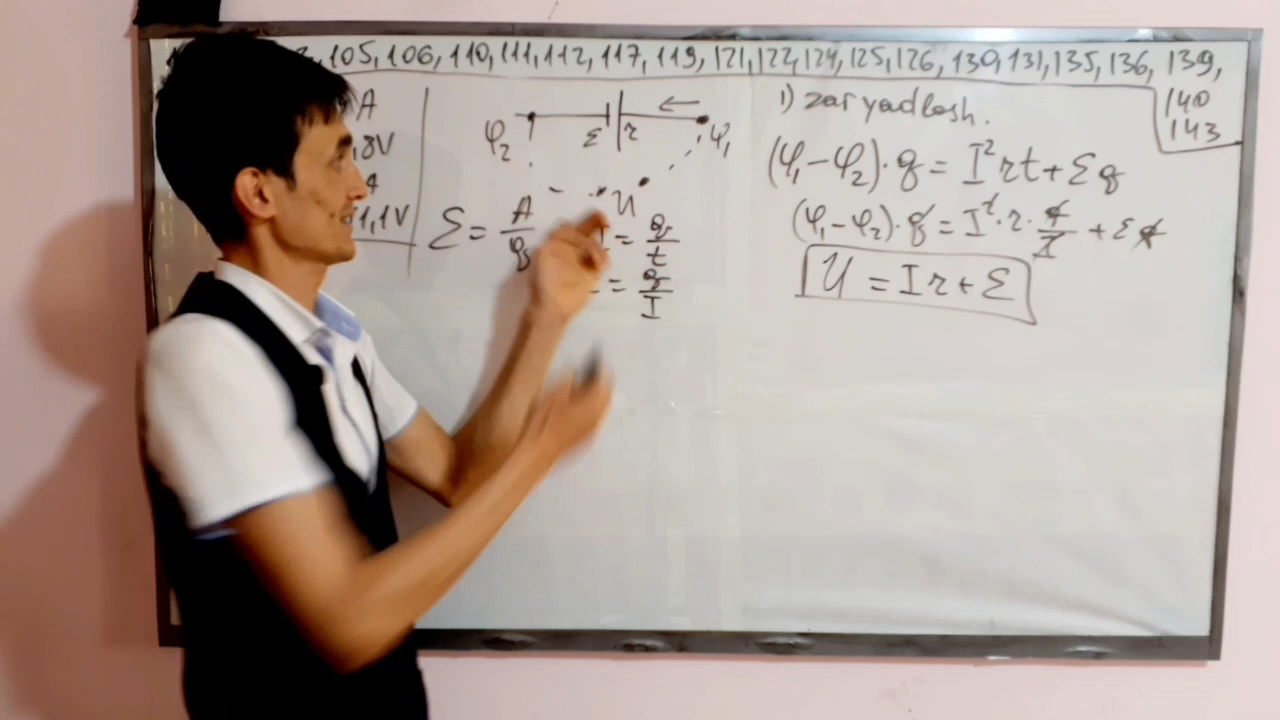 105, 106, 110, 111, 112, 117, 119, 121, 122, 124, 125, 126, 130, 131, 135, 136, 139,
140
143
A
,8V
1,1V
φ₂ ε r φ₁
U
ε = A/q
I = q/t
= q/I
1) zaryadlash.
(φ₁-φ₂)·q = I²rt + εq
(φ₁-φ₂)·q = I²·r·q/I + εq
U = Ir + ε